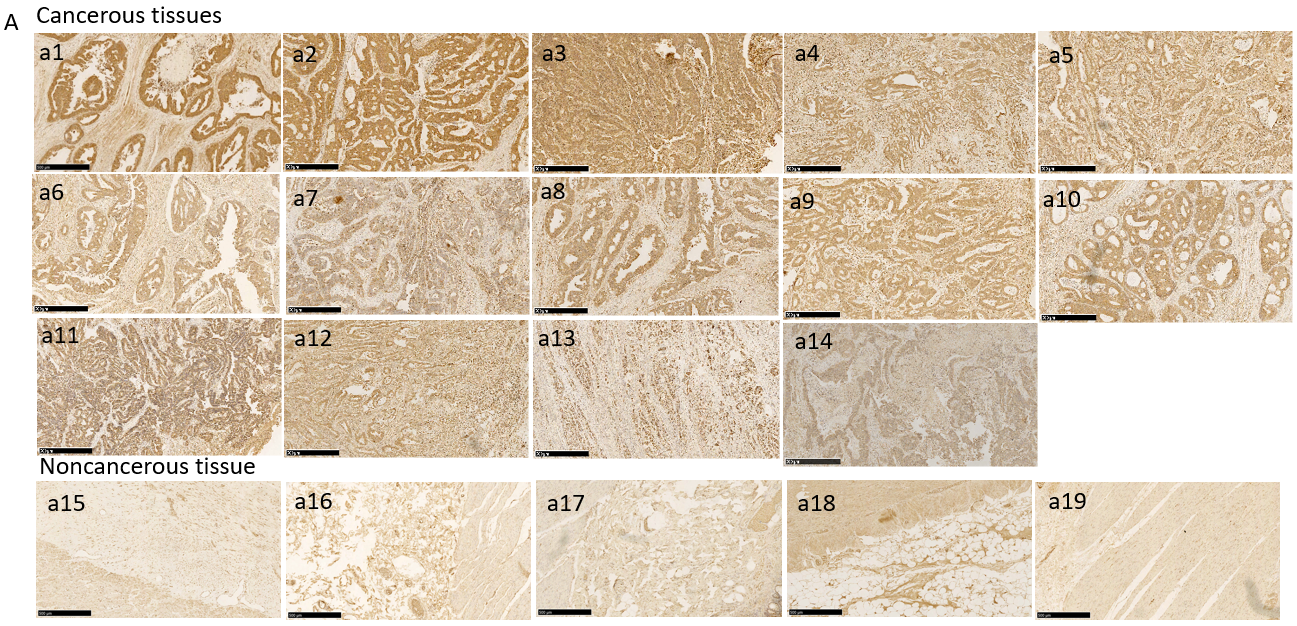 A
Cancerous tissues
a1
a2
a3
a4
a5
a6
a7
a8
a9
a10
a11
a12
a13
a14
Noncancerous tissue
a15
a16
a17
a18
a19